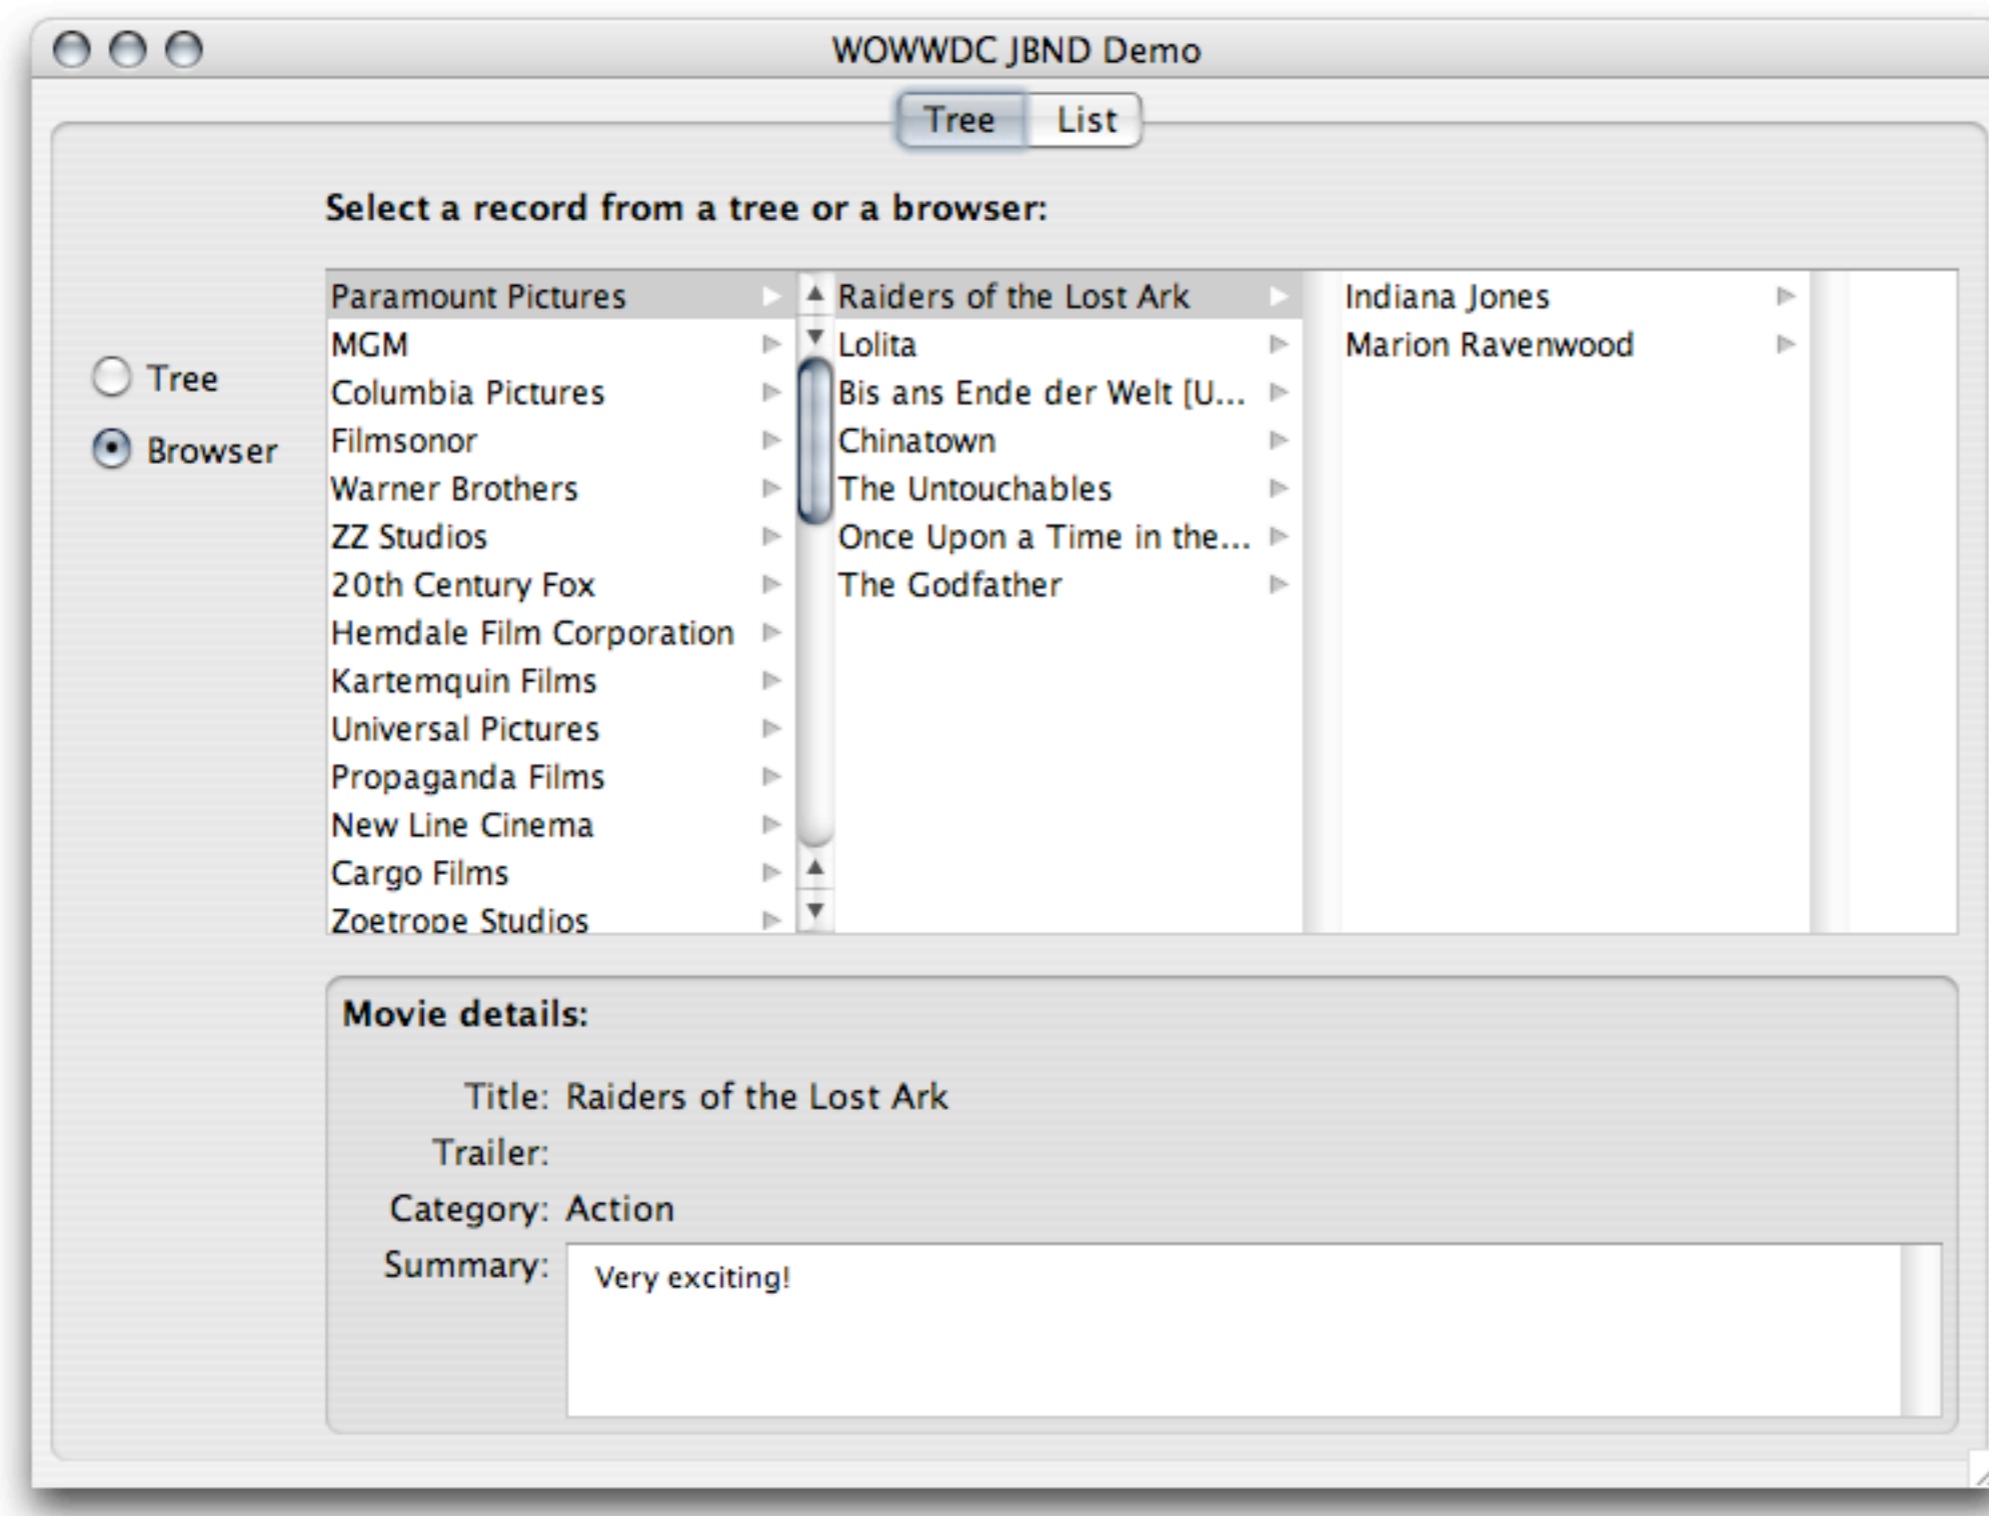 WOWWDC JBND Demo
Tree List
Select a record from a tree or a browser:
Tree
Browser
Paramount Pictures
MGM
Columbia Pictures
Filmsonor
Warner Brothers
ZZ Studios
20th Century Fox
Hemdale Film Corporation
Kartemquin Films
Universal Pictures
Propaganda Films
New Line Cinema
Cargo Films
Zoetrope Studios
Raiders of the Lost Ark
Lolita
Bis ans Ende der Welt [U...
Chinatown
The Untouchables
Once Upon a Time in the...
The Godfather
Indiana Jones
Marion Ravenwood
Movie details:
Title: Raiders of the Lost Ark
Trailer:
Category: Action
Summary: Very exciting!